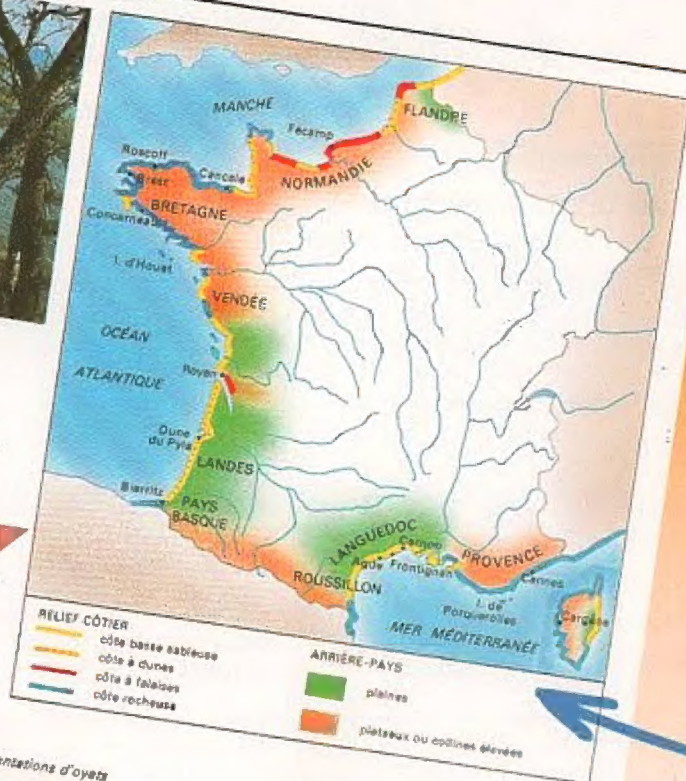 MANCHE
FLANDRE
Fécamp
Roscoff
Cancale
NORMANDIE
Brest
BRETAGNE
Concarneau
I. d'Houat
VENDÉE
OCÉAN
ATLANTIQUE
Royan
Dune
du Pyla
LANDES
Biarritz
PAYS
BASQUE
LANGUEDOC
Carnon
PROVENCE
Agde
Frontignan
Cannes
ROUSSILLON
I. de
Porquerolles
Cargèse
MER MÉDITERRANÉE
RELIEF CÔTIER
côte basse sableuse
côte à dunes
côte à falaises
côte rocheuse
ARRIÈRE-PAYS
plaines
plateaux ou collines élevées
d'oyats